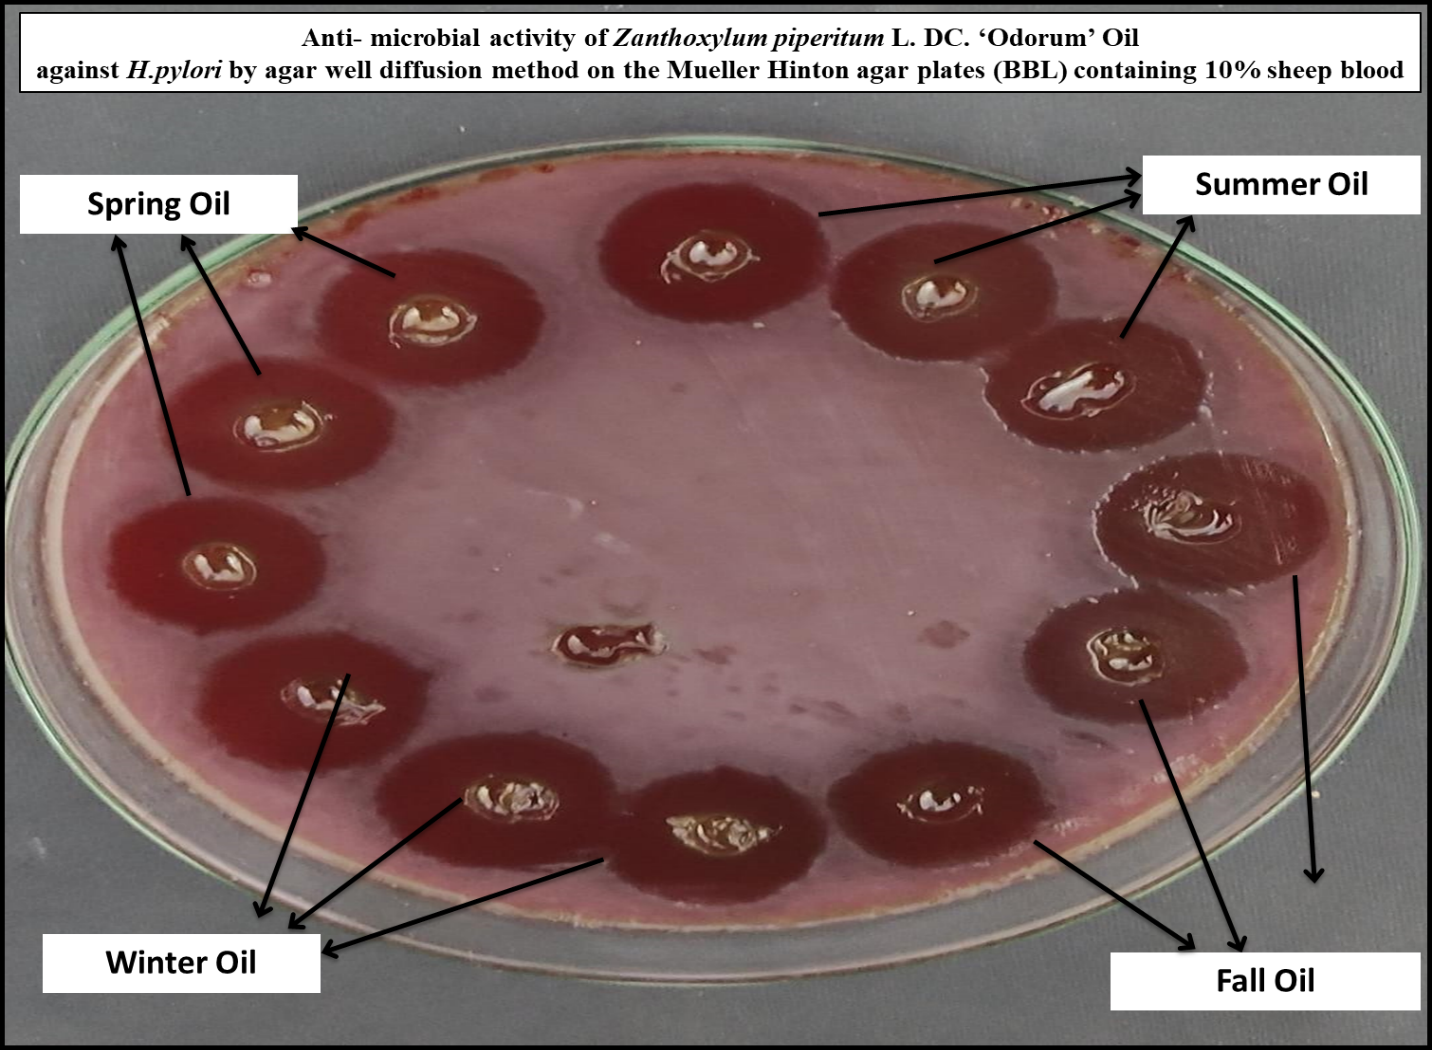 Anti- microbial activity of Zanthoxylum piperitum L. DC. ‘Odorum’ Oil
against H.pylori by agar well diffusion method on the Mueller Hinton agar plates (BBL) containing 10% sheep blood
Spring Oil
Summer Oil
Winter Oil
Fall Oil